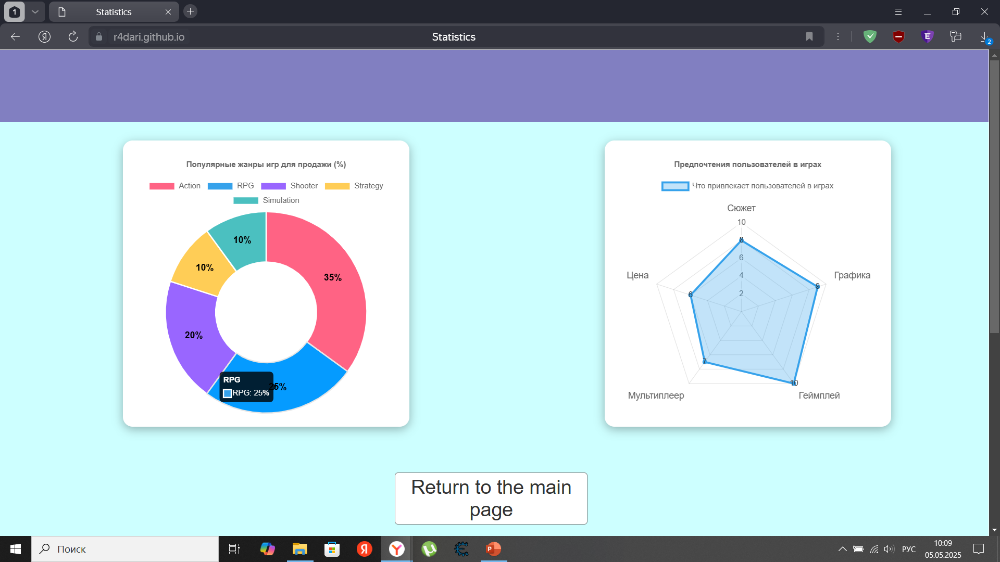 1
Statistics
r4dari.github.io
Statistics
2
Популярные жанры игр для продажи (%)
Action
RPG
Shooter
Strategy
Simulation
10%
35%
10%
20%
25%
RPG
RPG: 25%
Предпочтения пользователей в играх
Что привлекает пользователей в играх
Сюжет
10
8
6
4
2
Цена
Графика
6
9
7
10
Мультиплеер
Геймплей
Return to the main
page
Поиск
РУС
10:09
05.05.2025